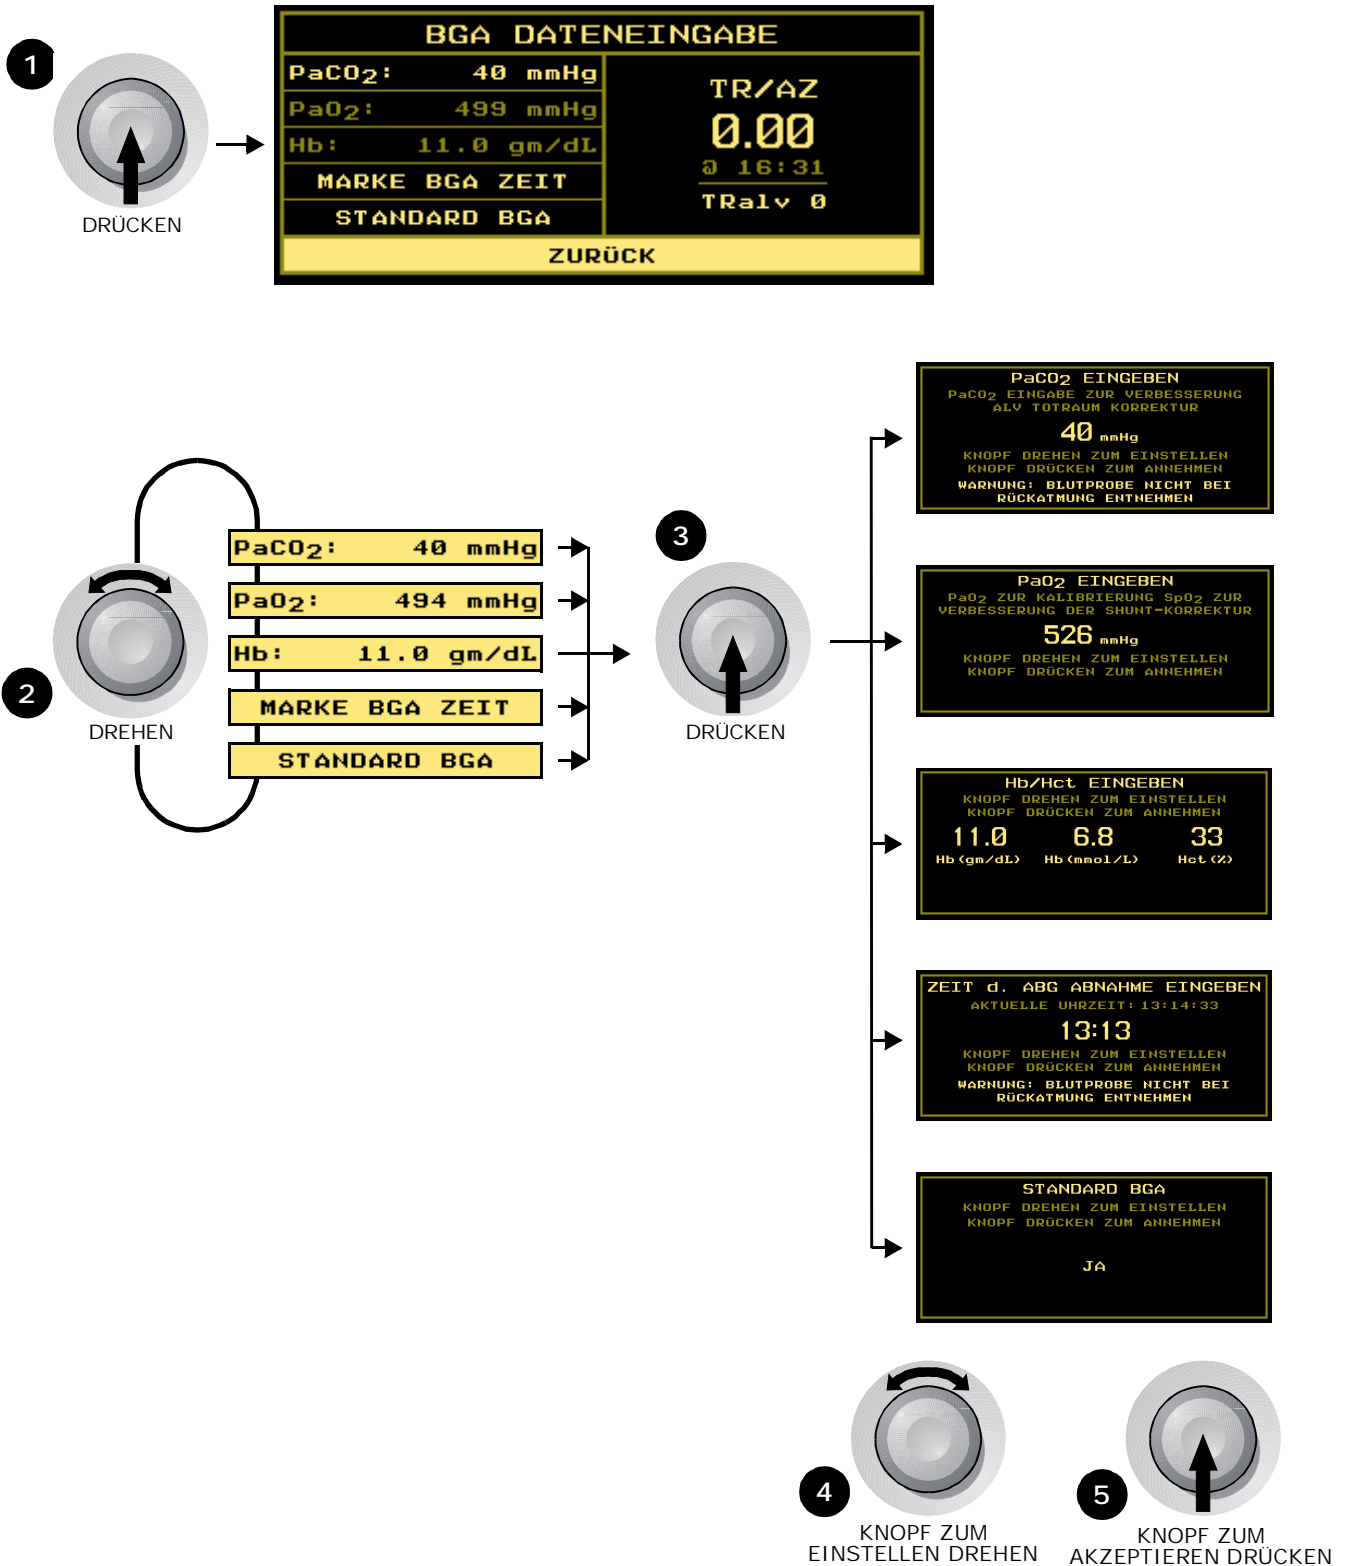 1
DRÜCKEN
BGA DATENEINGABE
PaCO2: 40 mmHg
PaO2: 499 mmHg
Hb: 11.0 gm/dL
MARKE BGA ZEIT
STANDARD BGA
TR/AZ
0.00
@ 16:31
TRalv 0
ZURÜCK
2
DREHEN
PaCO2: 40 mmHg
PaO2: 494 mmHg
Hb: 11.0 gm/dL
MARKE BGA ZEIT
STANDARD BGA
3
DRÜCKEN
PaCO2 EINGEBEN
PaCO2 EINGABE ZUR VERBESSERUNG
ALV TOTRAUM KORREKTUR
40 mmHg
KNOPF DREHEN ZUM EINSTELLEN
KNOPF DRÜCKEN ZUM ANNEHMEN
WARNUNG: BLUTPROBE NICHT BEI
RÜCKATMUNG ENTNEHMEN
PaO2 EINGEBEN
PaO2 ZUR KALIBRIERUNG SpO2 ZUR
VERBESSERUNG DER SHUNT-KORREKTUR
526 mmHg
KNOPF DREHEN ZUM EINSTELLEN
KNOPF DRÜCKEN ZUM ANNEHMEN
Hb/Hct EINGEBEN
KNOPF DREHEN ZUM EINSTELLEN
KNOPF DRÜCKEN ZUM ANNEHMEN
11.0 6.8 33
Hb(gm/dL) Hb(mmol/L) Hct(%)
ZEIT d. ABG ABNAHME EINGEBEN
AKTUELLE UHRZEIT: 13:14:33
13:13
KNOPF DREHEN ZUM EINSTELLEN
KNOPF DRÜCKEN ZUM ANNEHMEN
WARNUNG: BLUTPROBE NICHT BEI
RÜCKATMUNG ENTNEHMEN
STANDARD BGA
KNOPF DREHEN ZUM EINSTELLEN
KNOPF DRÜCKEN ZUM ANNEHMEN
JA
4
KNOPF ZUM
EINSTELLEN DREHEN
5
KNOPF ZUM
AKZEPTIEREN DRÜCKEN